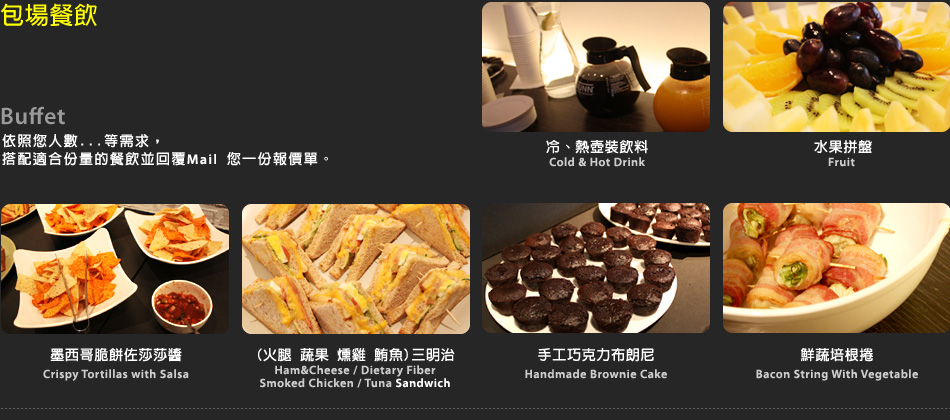 包場餐飲
Buffet
依照您人數...等需求，
搭配適合份量的餐飲並回覆Mail 您一份報價單。
冷、熱壺裝飲料
Cold & Hot Drink
水果拼盤
Fruit
墨西哥脆餅佐莎莎醬
Crispy Tortillas with Salsa
(火腿 蔬果 燻雞 鮪魚)三明治
Ham&Cheese / Dietary Fiber
Smoked Chicken / Tuna Sandwich
手工巧克力布朗尼
Handmade Brownie Cake
鮮蔬培根捲
Bacon String With Vegetable